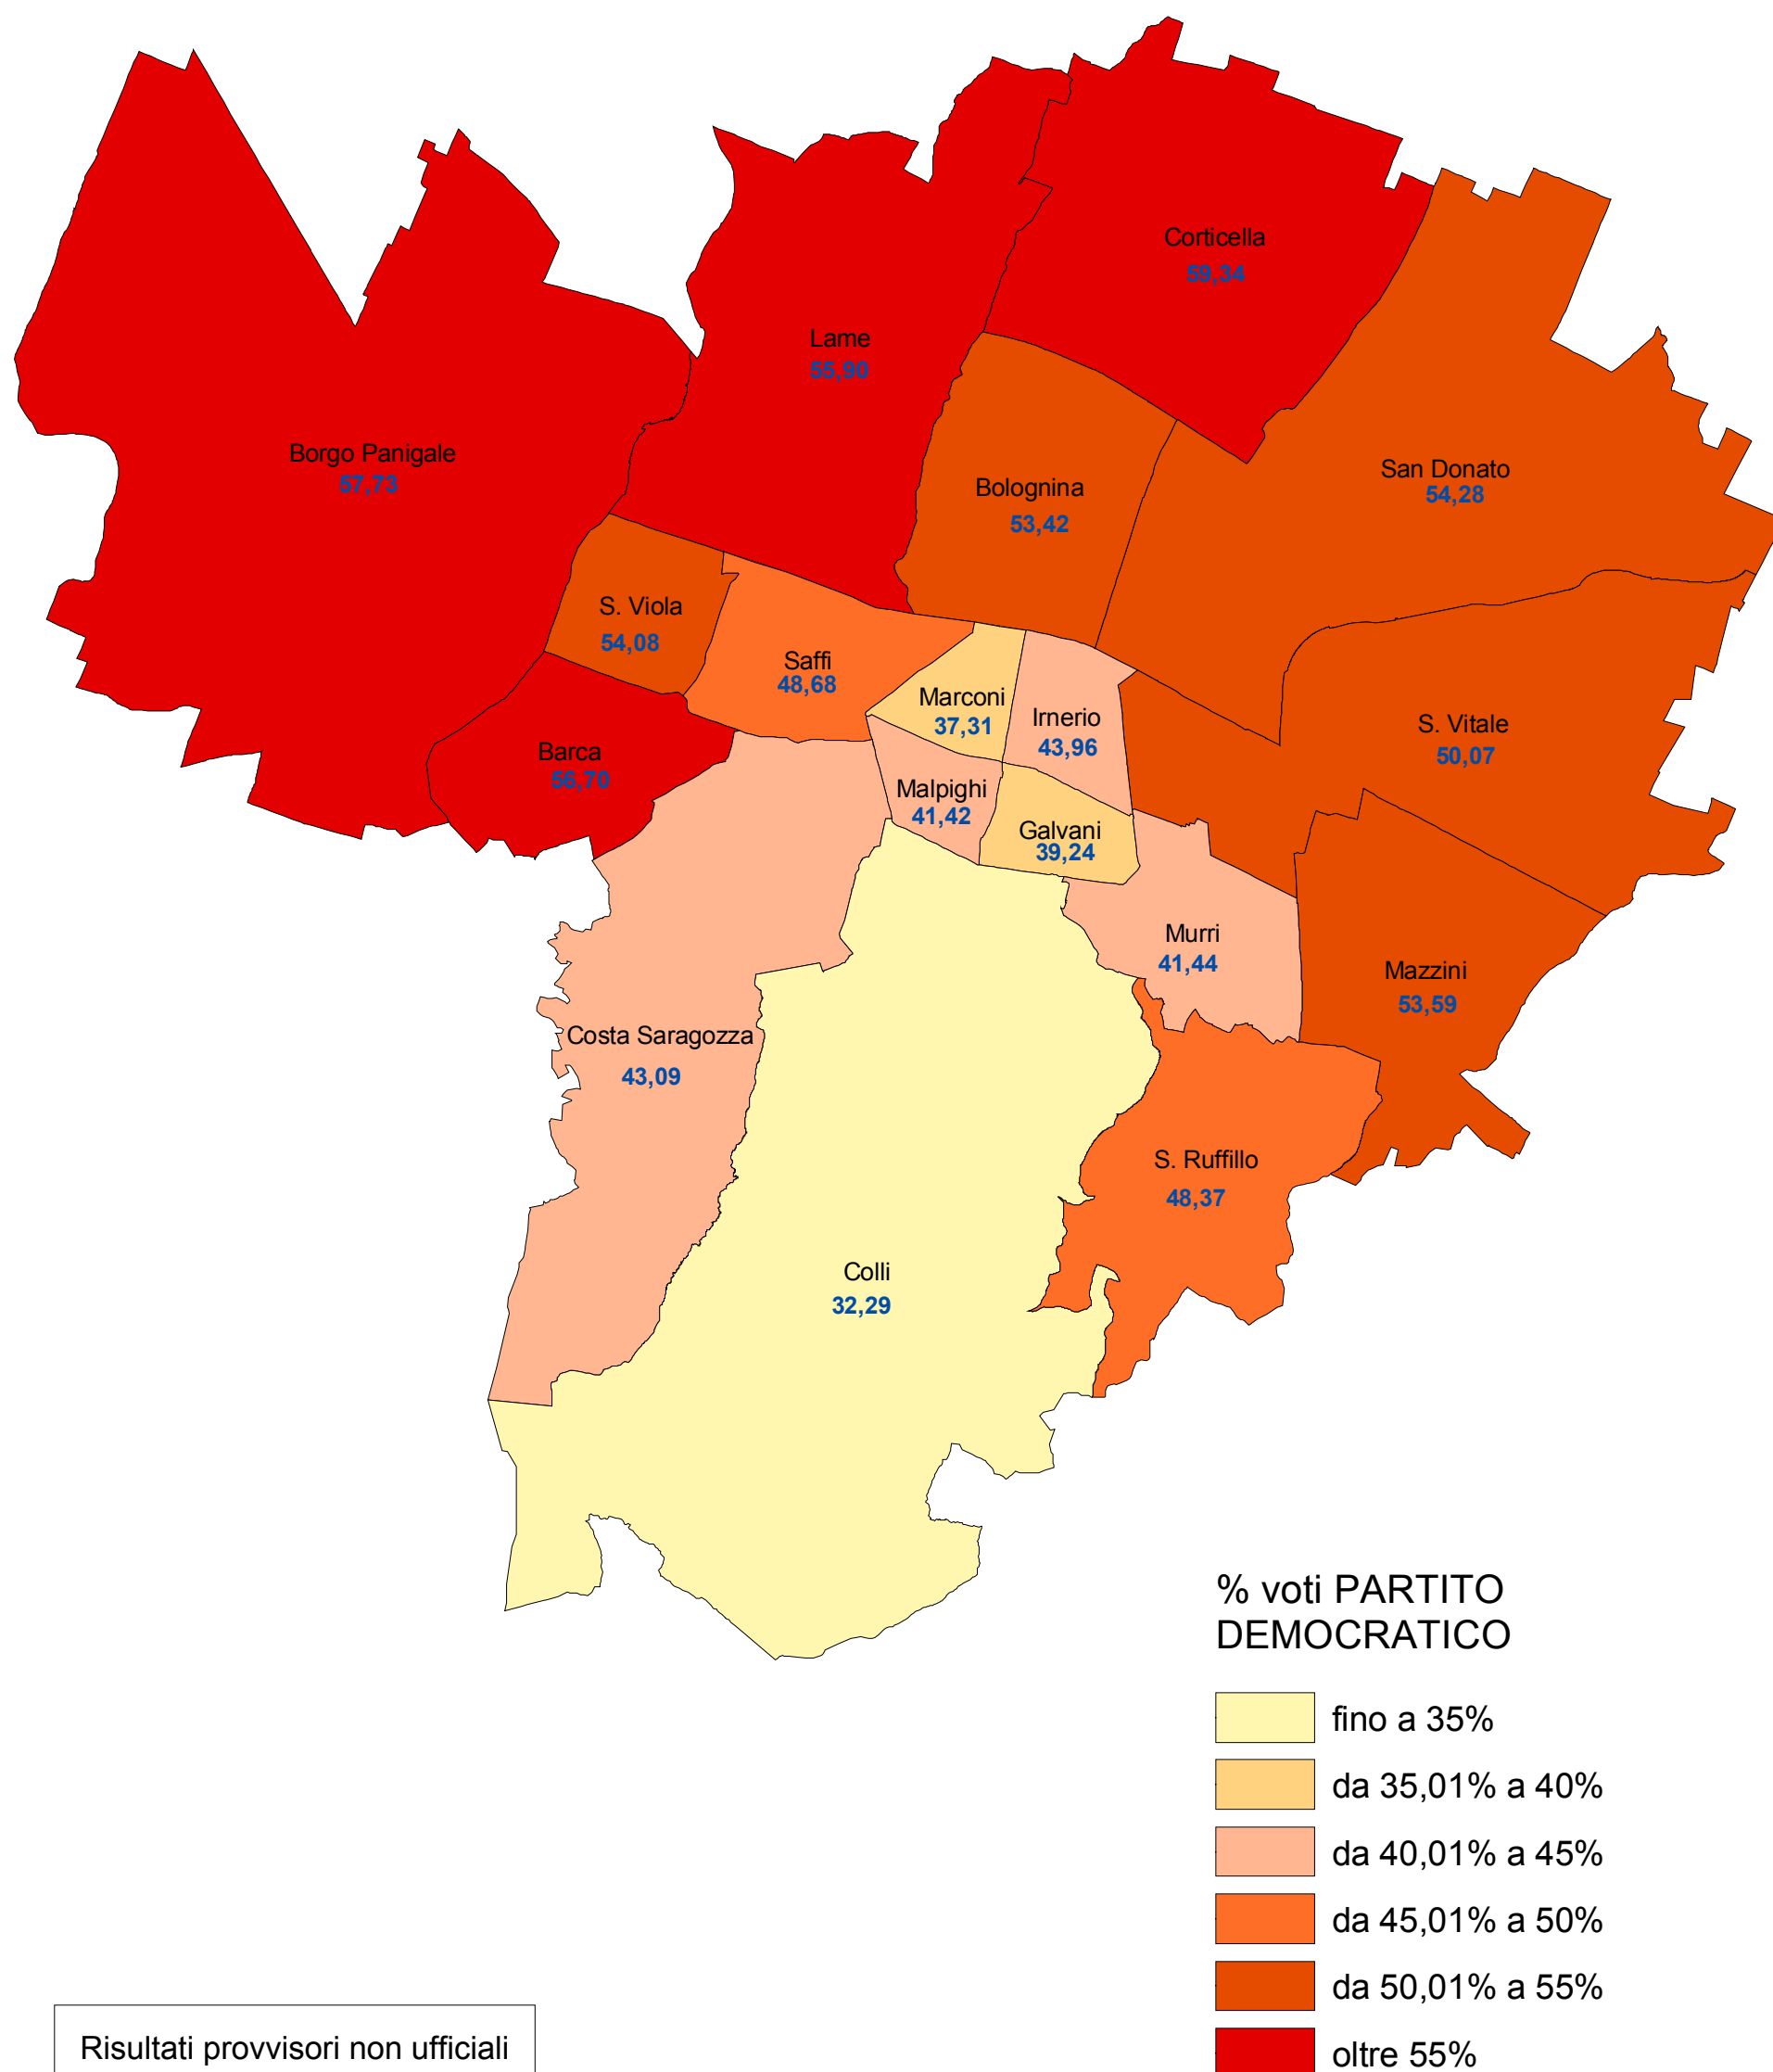 Corticella
59,34
Lame
55,90
Borgo Panigale
57,73
San Donato
54,28
Bolognina
53,42
S. Viola
54,08
Saffi
48,68
Marconi
37,31
Irnerio
43,96
S. Vitale
50,07
Barca
56,70
Malpighi
41,42
Galvani
39,24
Murri
41,44
Mazzini
53,59
Costa Saragozza
43,09
S. Ruffillo
48,37
Colli
32,29
% voti PARTITO
DEMOCRATICO
fino a 35%
da 35,01% a 40%
da 40,01% a 45%
da 45,01% a 50%
da 50,01% a 55%
oltre 55%
Risultati provvisori non ufficiali